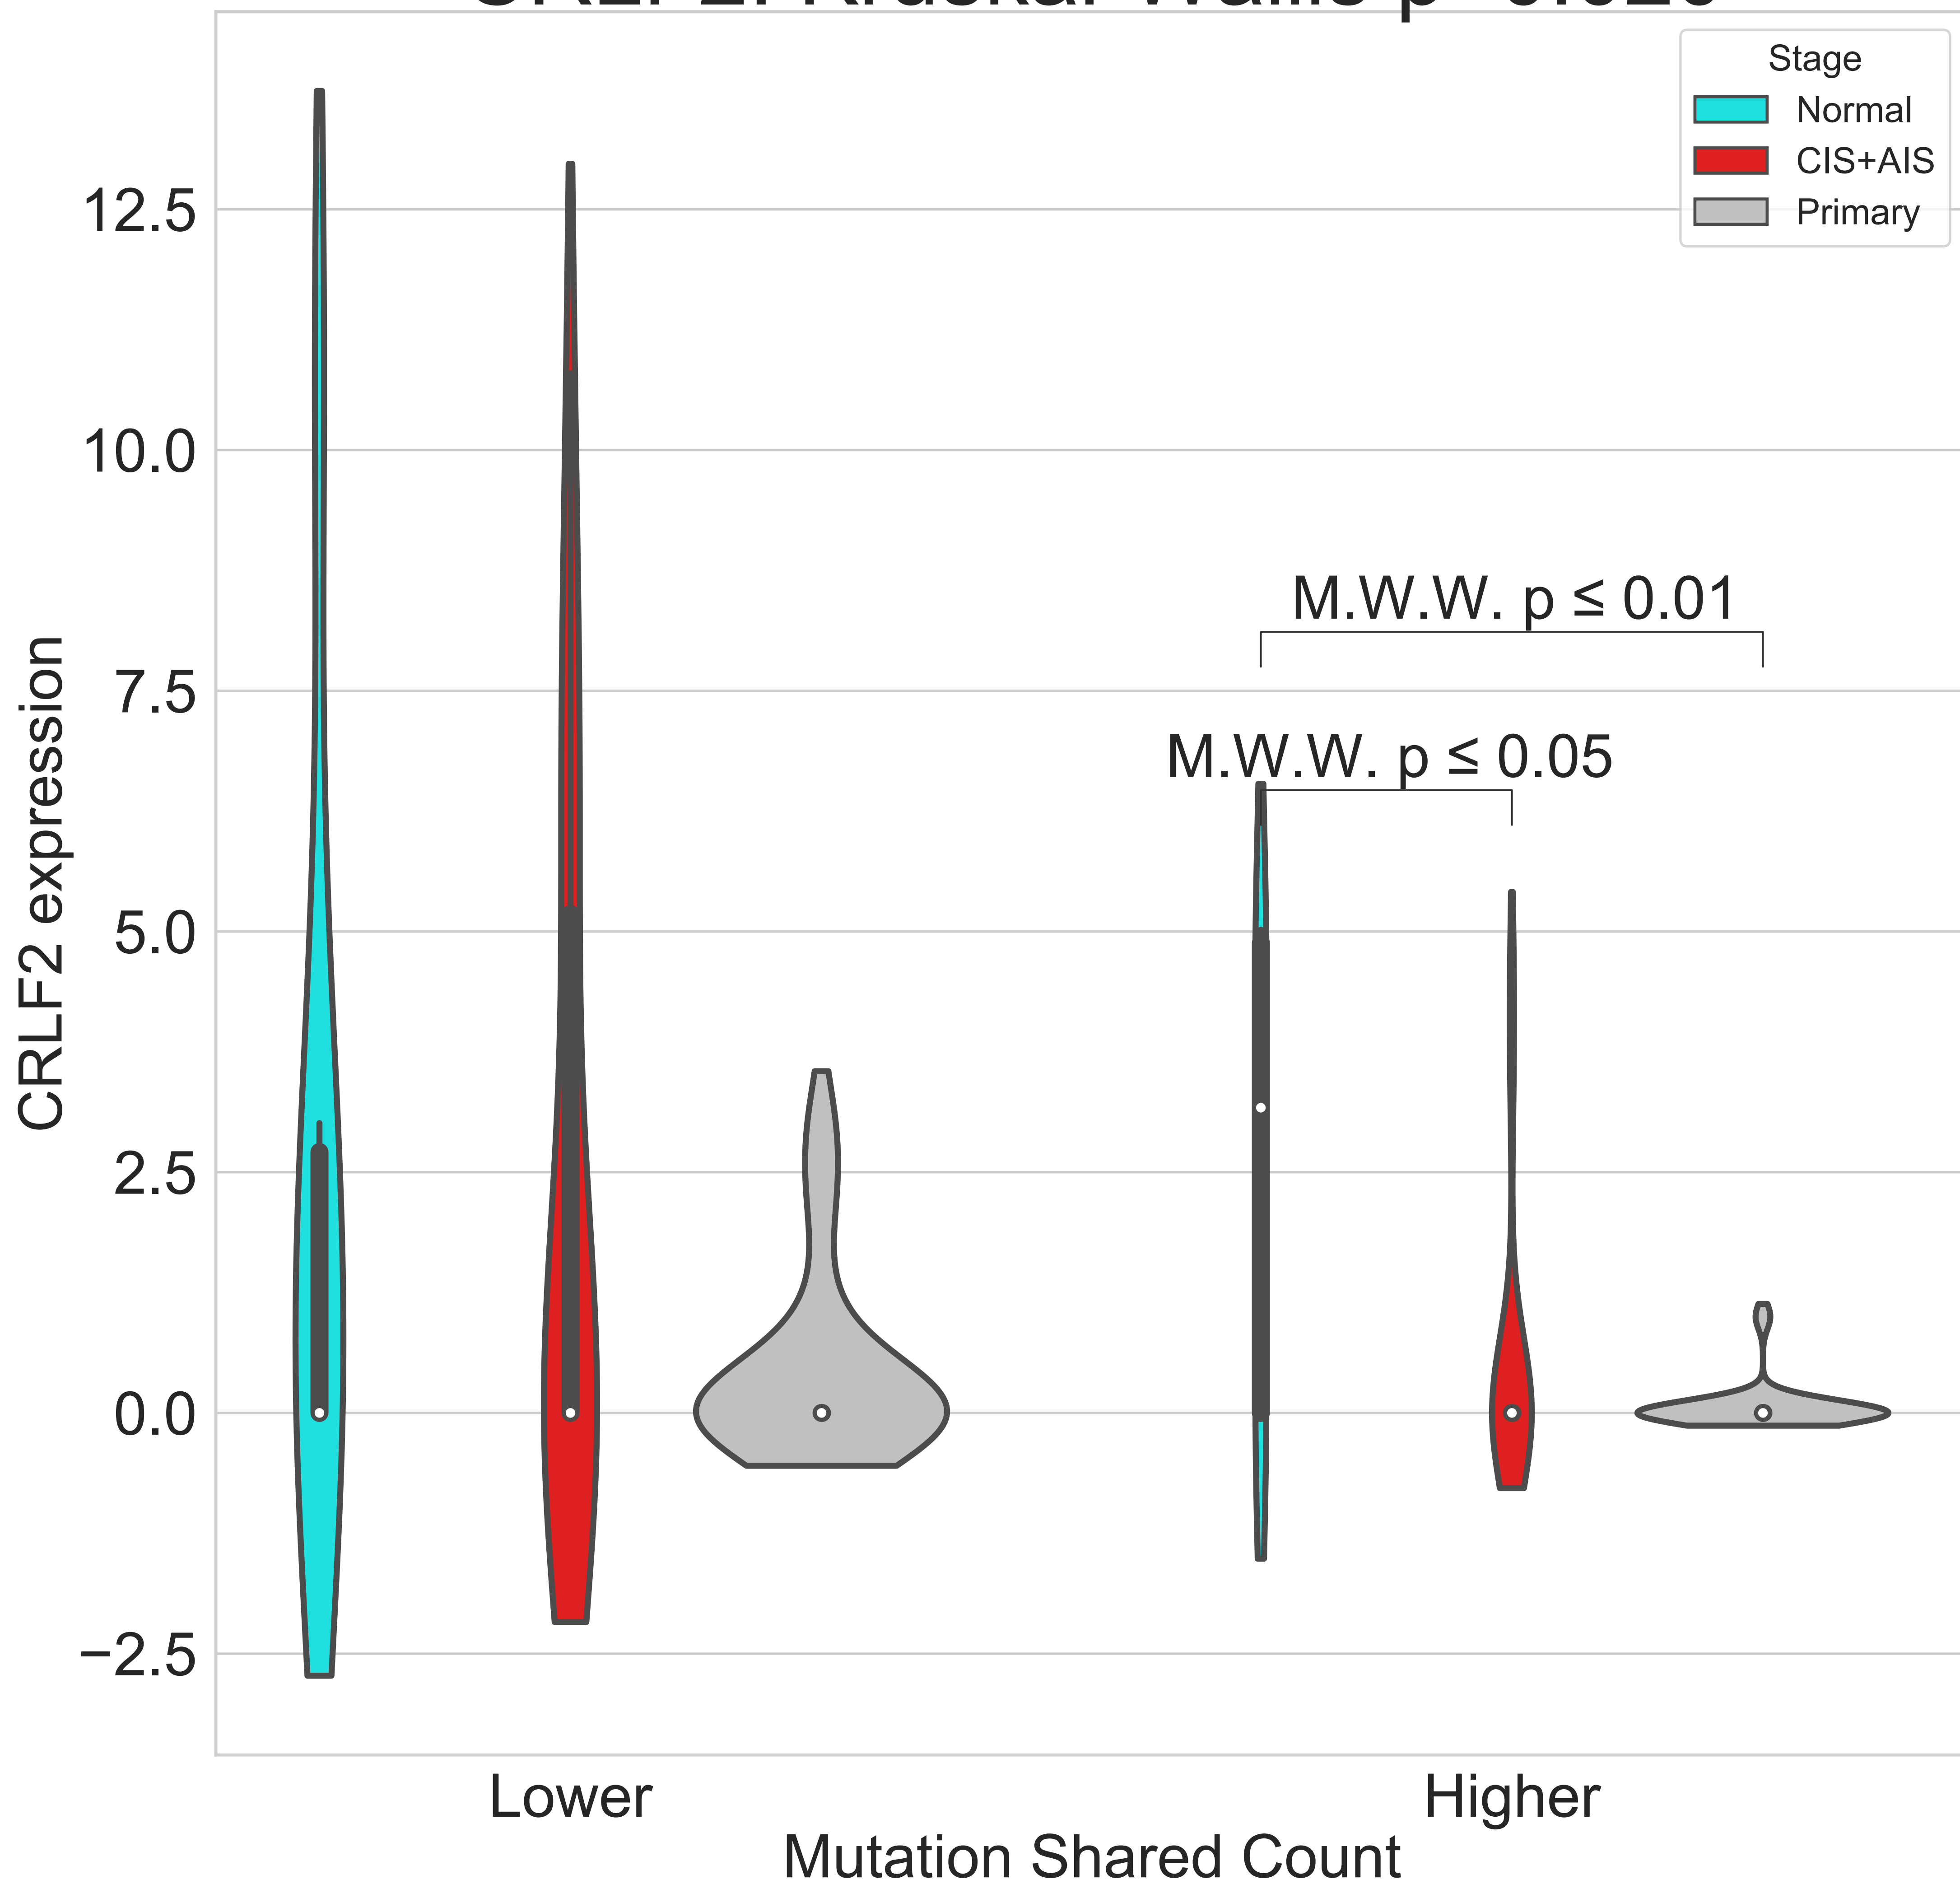 Stage
Normal
CIS+AIS
Primary
12.5
10.0
7.5
5.0
2.5
0.0
−2.5
CRLF2 expression
M.W.W. p ≤ 0.01
M.W.W. p ≤ 0.05
Lower
Higher
Mutation Shared Count